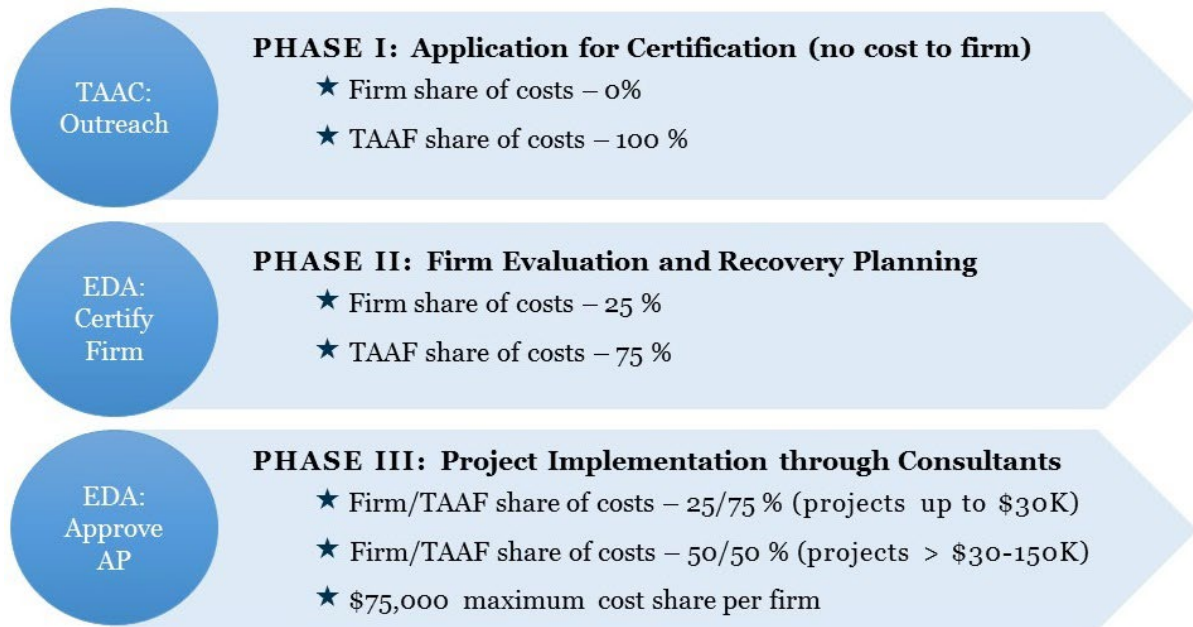 TAAC:
Outreach
PHASE I: Application for Certification (no cost to firm)
★ Firm share of costs – 0%
★ TAAF share of costs – 100 %
EDA:
Certify
Firm
PHASE II: Firm Evaluation and Recovery Planning
★ Firm share of costs – 25 %
★ TAAF share of costs – 75 %
EDA:
Approve
AP
PHASE III: Project Implementation through Consultants
★ Firm/TAAF share of costs – 25/75 % (projects up to $30K)
★ Firm/TAAF share of costs – 50/50 % (projects > $30-150K)
★ $75,000 maximum cost share per firm